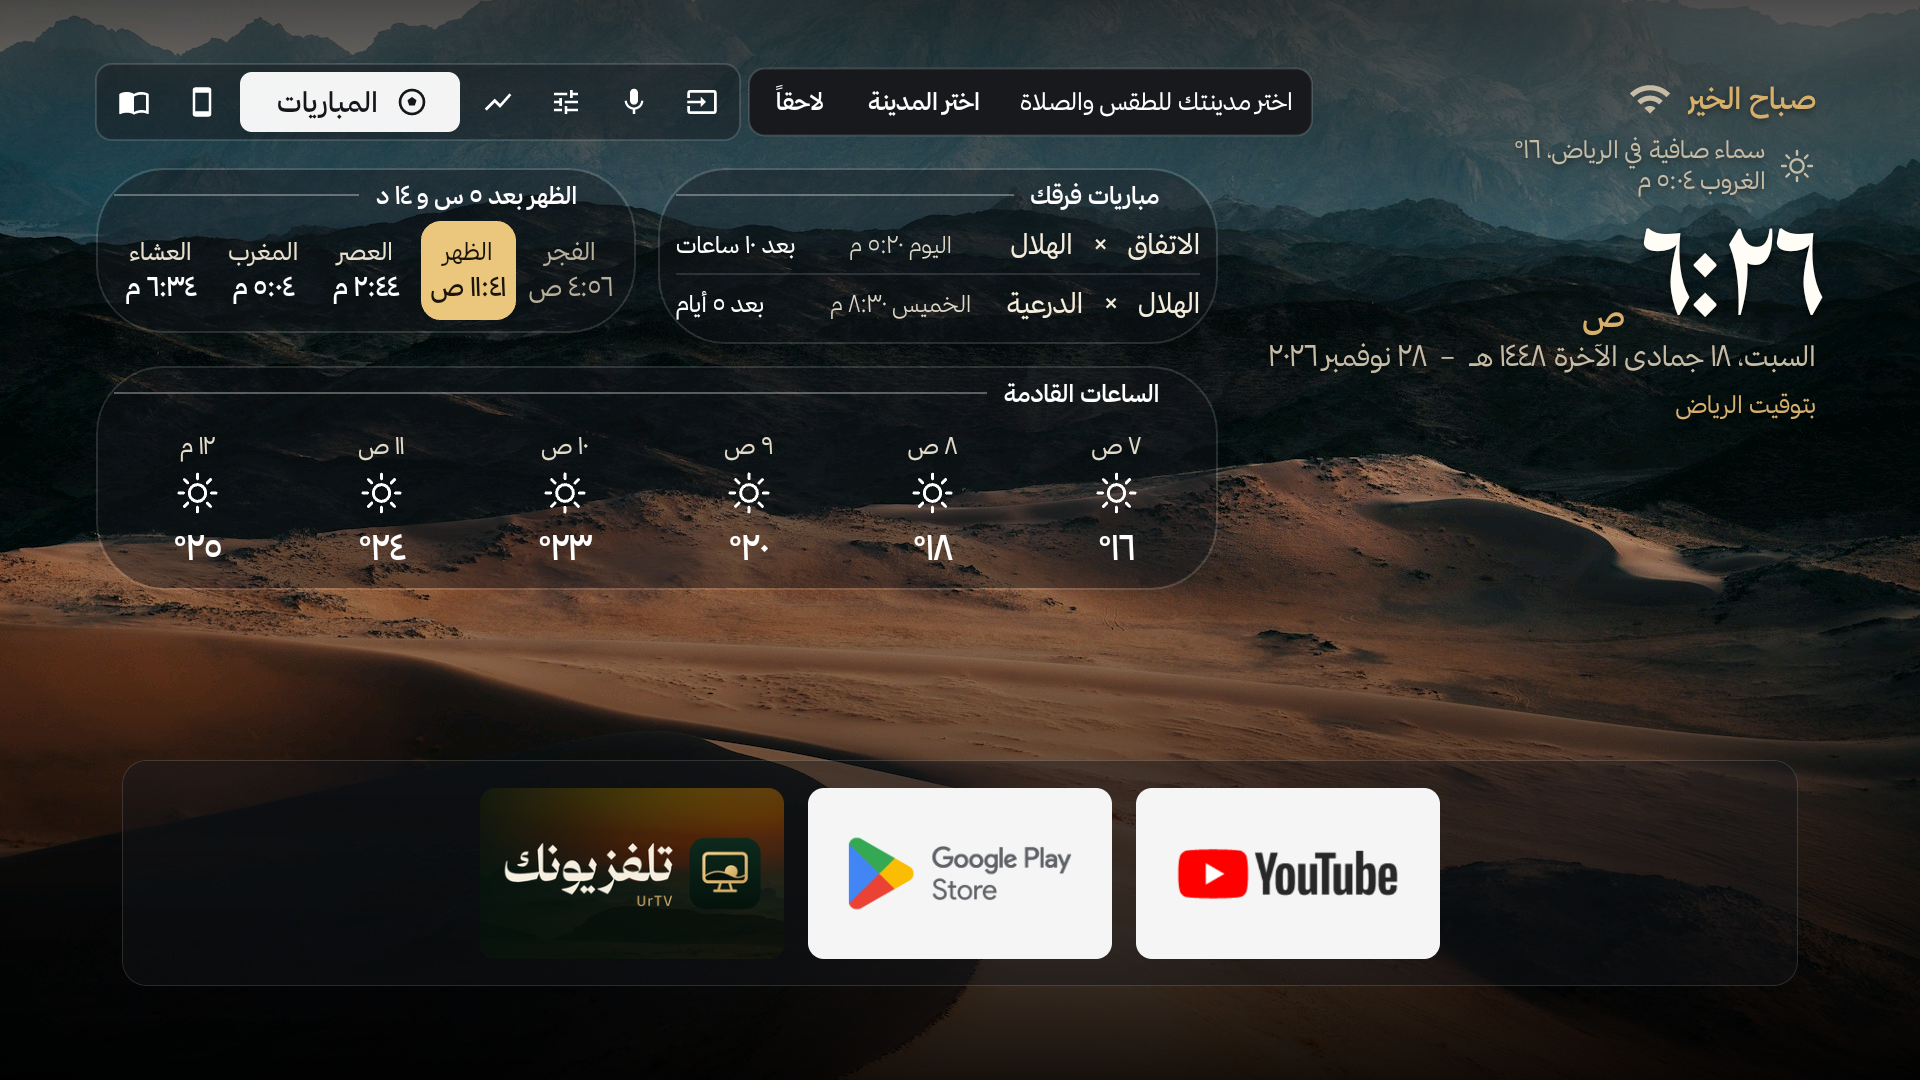 صباح الخير
سماء صافية في الرياض، ١٦°
الغروب ٥:٠٤ م
٦:٢٦ ص
السبت، ١٨ جمادى الآخرة ١٤٤٨ هـ – ٢٨ نوفمبر ٢٠٢٦
بتوقيت الرياض
اختر مدينتك للطقس والصلاة اختر المدينة لاحقاً
المباريات
مباريات فرقك
الاتفاق × الهلال اليوم ٥:٢٠ م بعد ١٠ ساعات
الهلال × الدرعية الخميس ٨:٣٠ م بعد ٥ أيام
الظهر بعد ٥ س و ١٤ د
الفجر الظهر العصر المغرب العشاء
٤:٥٦ ص ١١:٤١ ص ٢:٤٤ م ٥:٠٤ م ٦:٣٤ م
الساعات القادمة
٧ ص ٨ ص ٩ ص ١٠ ص ١١ ص ١٢ م
١٦° ١٨° ٢٠° ٢٣° ٢٤° ٢٥°
YouTube
Google Play
Store
تلفزيونك
UrTV